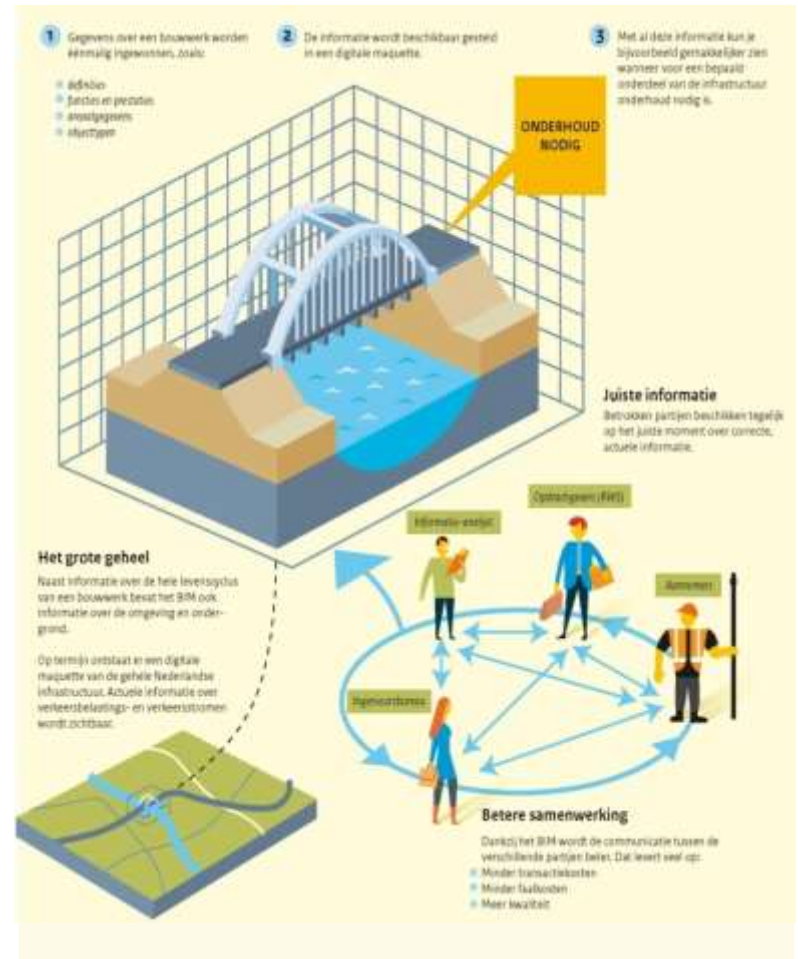 1 Gegevens over een bouwwerk worden
éénmalig ingewonnen, zoals:
definities
functies en prestaties
areaalgegevens
objecttypen
2 De informatie wordt beschikbaar gesteld
in een digitale maquette.
3 Met al deze informatie kun je
bijvoorbeeld gemakkelijker zien
wanneer voor een bepaald
onderdeel van de infrastructuur
onderhoud nodig is.
ONDERHOUD
NODIG
Juiste informatie
Betrokken partijen beschikken tegelijk
op het juiste moment over correcte,
actuele informatie.
Informatie-analist
Opdrachtgever (RWS)
Aannemer
Ingenieursbureau
Het grote geheel
Naast informatie over de hele levenscyclus
van een bouwwerk bevat het BIM ook
informatie over de omgeving en onder-
grond.
Op termijn ontstaat er een digitale
maquette van de gehele Nederlandse
infrastructuur. Actuele informatie over
verkeersbelastings- en verkeersstromen
wordt zichtbaar.
Betere samenwerking
Dankzij het BIM wordt de communicatie tussen de
verschillende partijen beter. Dat levert veel op:
Minder transactiekosten
Minder faalkosten
Meer kwaliteit